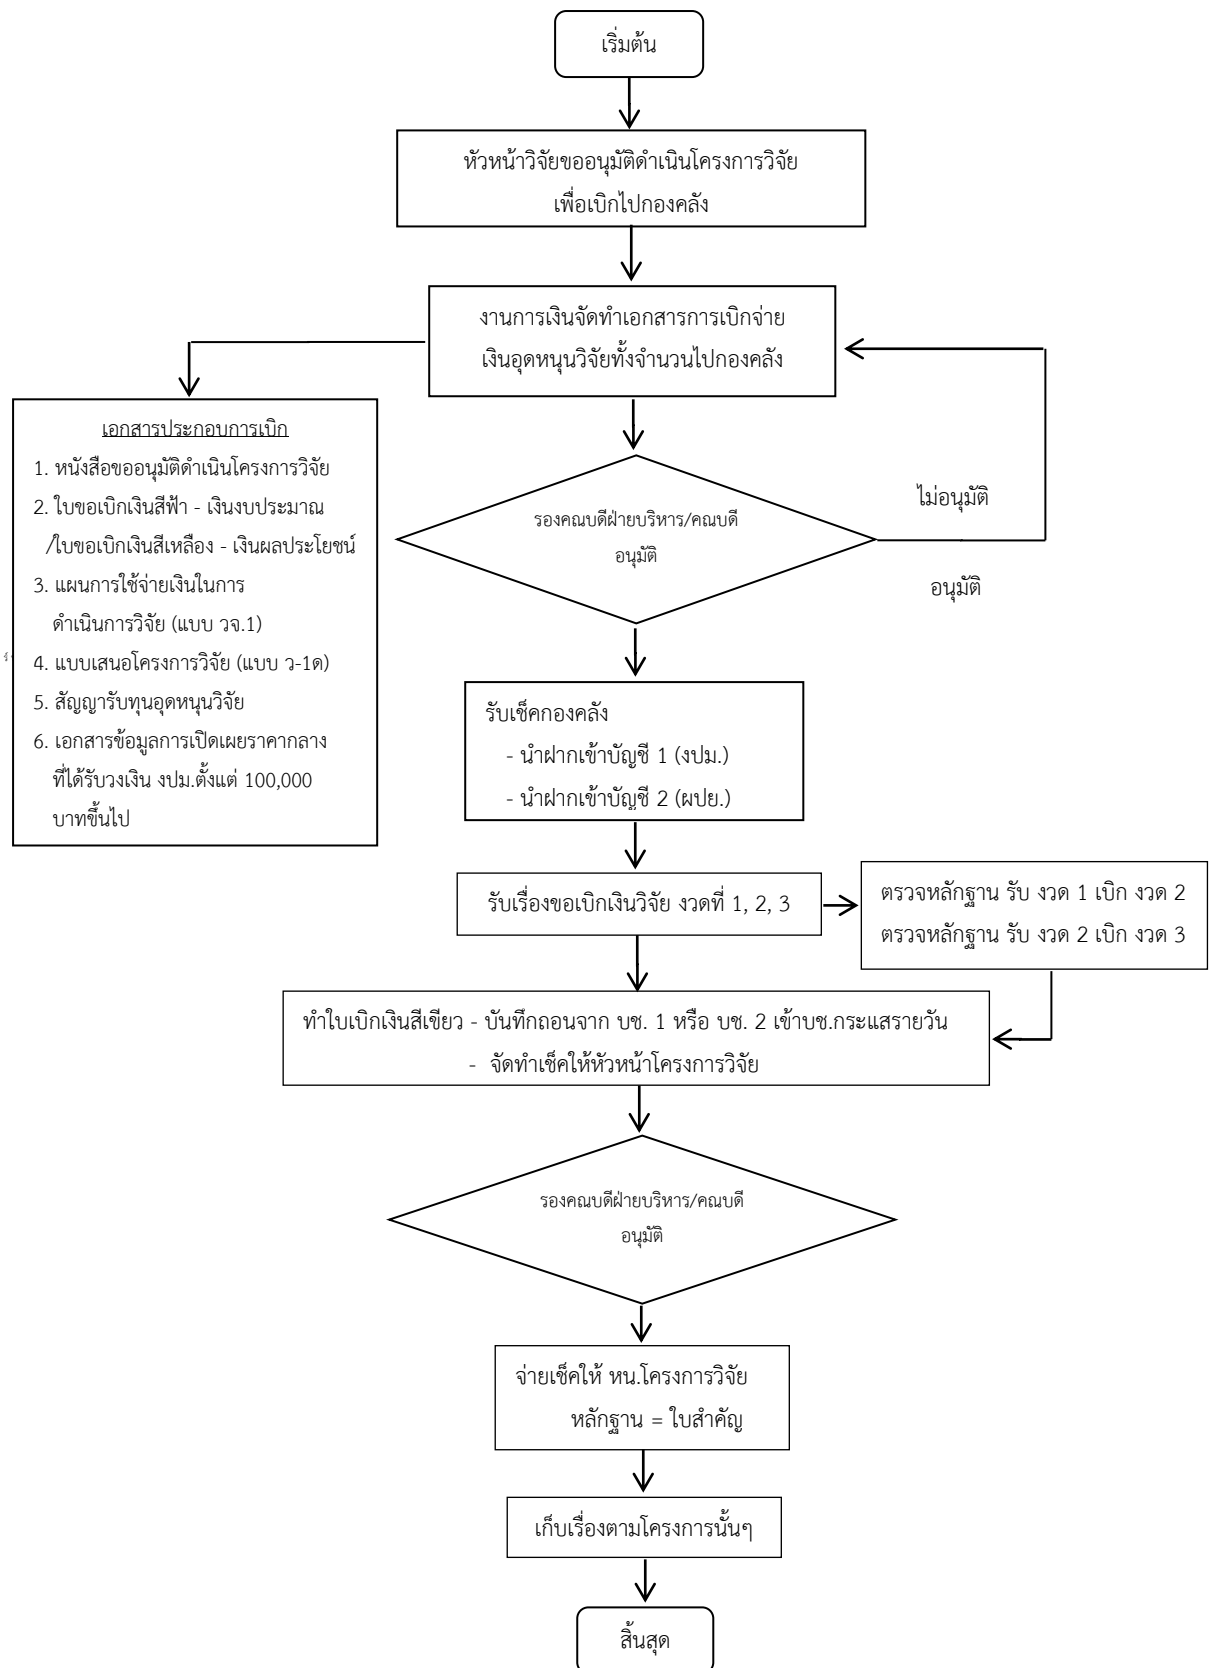 เริ่มต้น
หัวหน้าวิจัยขออนุมัติดำเนินโครงการวิจัย
เพื่อเบิกไปกองคลัง
งานการเงินจัดทำเอกสารการเบิกจ่าย
เงินอุดหนุนวิจัยทั้งจำนวนไปกองคลัง
เอกสารประกอบการเบิก
1. หนังสือขออนุมัติดำเนินโครงการวิจัย
2. ใบขอเบิกเงินสีฟ้า - เงินงบประมาณ
/ใบขอเบิกเงินสีเหลือง - เงินผลประโยชน์
3. แผนการใช้จ่ายเงินในการ
ดำเนินการวิจัย (แบบ วจ.1)
4. แบบเสนอโครงการวิจัย (แบบ ว-1ด)
5. สัญญารับทุนอุดหนุนวิจัย
6. เอกสารข้อมูลการเปิดเผยราคากลาง
ที่ได้รับวงเงิน งปม.ตั้งแต่ 100,000
บาทขึ้นไป
รองคณบดีฝ่ายบริหาร/คณบดี
อนุมัติ
ไม่อนุมัติ
อนุมัติ
รับเช็คกองคลัง
- นำฝากเข้าบัญชี 1 (งปม.)
- นำฝากเข้าบัญชี 2 (ผปย.)
รับเรื่องขอเบิกเงินวิจัย งวดที่ 1, 2, 3
ตรวจหลักฐาน รับ งวด 1 เบิก งวด 2
ตรวจหลักฐาน รับ งวด 2 เบิก งวด 3
ทำใบเบิกเงินสีเขียว - บันทึกถอนจาก บช. 1 หรือ บช. 2 เข้าบช.กระแสรายวัน
- จัดทำเช็คให้หัวหน้าโครงการวิจัย
รองคณบดีฝ่ายบริหาร/คณบดี
อนุมัติ
จ่ายเช็คให้ หน.โครงการวิจัย
หลักฐาน = ใบสำคัญ
เก็บเรื่องตามโครงการนั้นๆ
สิ้นสุด